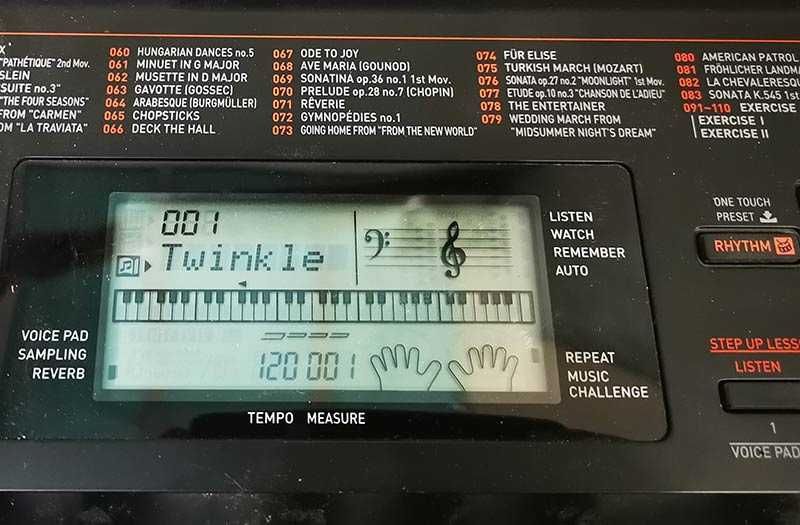 "PATHÉTIQUE" 2nd Mov.
SLEIN
SUITE no.3"
"THE FOUR SEASONS"
FROM "CARMEN"
FROM "LA TRAVIATA"
060 HUNGARIAN DANCES no.5
061 MINUET IN G MAJOR
062 MUSETTE IN D MAJOR
063 GAVOTTE (GOSSEC)
064 ARABESQUE (BURGMÜLLER)
065 CHOPSTICKS
066 DECK THE HALL
067 ODE TO JOY
068 AVE MARIA (GOUNOD)
069 SONATINA op.36 no.1 1st Mov.
070 PRELUDE op.28 no.7 (CHOPIN)
071 RÊVERIE
072 GYMNOPÉDIES no.1
073 GOING HOME FROM "FROM THE NEW WORLD"
074 FÜR ELISE
075 TURKISH MARCH (MOZART)
076 SONATA op.27 no.2 "MOONLIGHT" 1st Mov.
077 ETUDE op.10 no.3 "CHANSON DE L'ADIEU"
078 THE ENTERTAINER
079 WEDDING MARCH FROM
"MIDSUMMER NIGHT'S DREAM"
080 AMERICAN PATROL
081 FRÖHLICHER LANDMA
082 LA CHEVALERESQU
083 SONATA K.545 1st
091~110 EXERCISE
EXERCISE I
EXERCISE II
001
Twinkle
120 001
LISTEN
WATCH
REMEMBER
AUTO
ONE TOUCH
PRESET
RHYTHM
VOICE PAD
SAMPLING
REVERB
REPEAT
MUSIC
CHALLENGE
TEMPO MEASURE
STEP UP LESSO
LISTEN
1
VOICE PAD